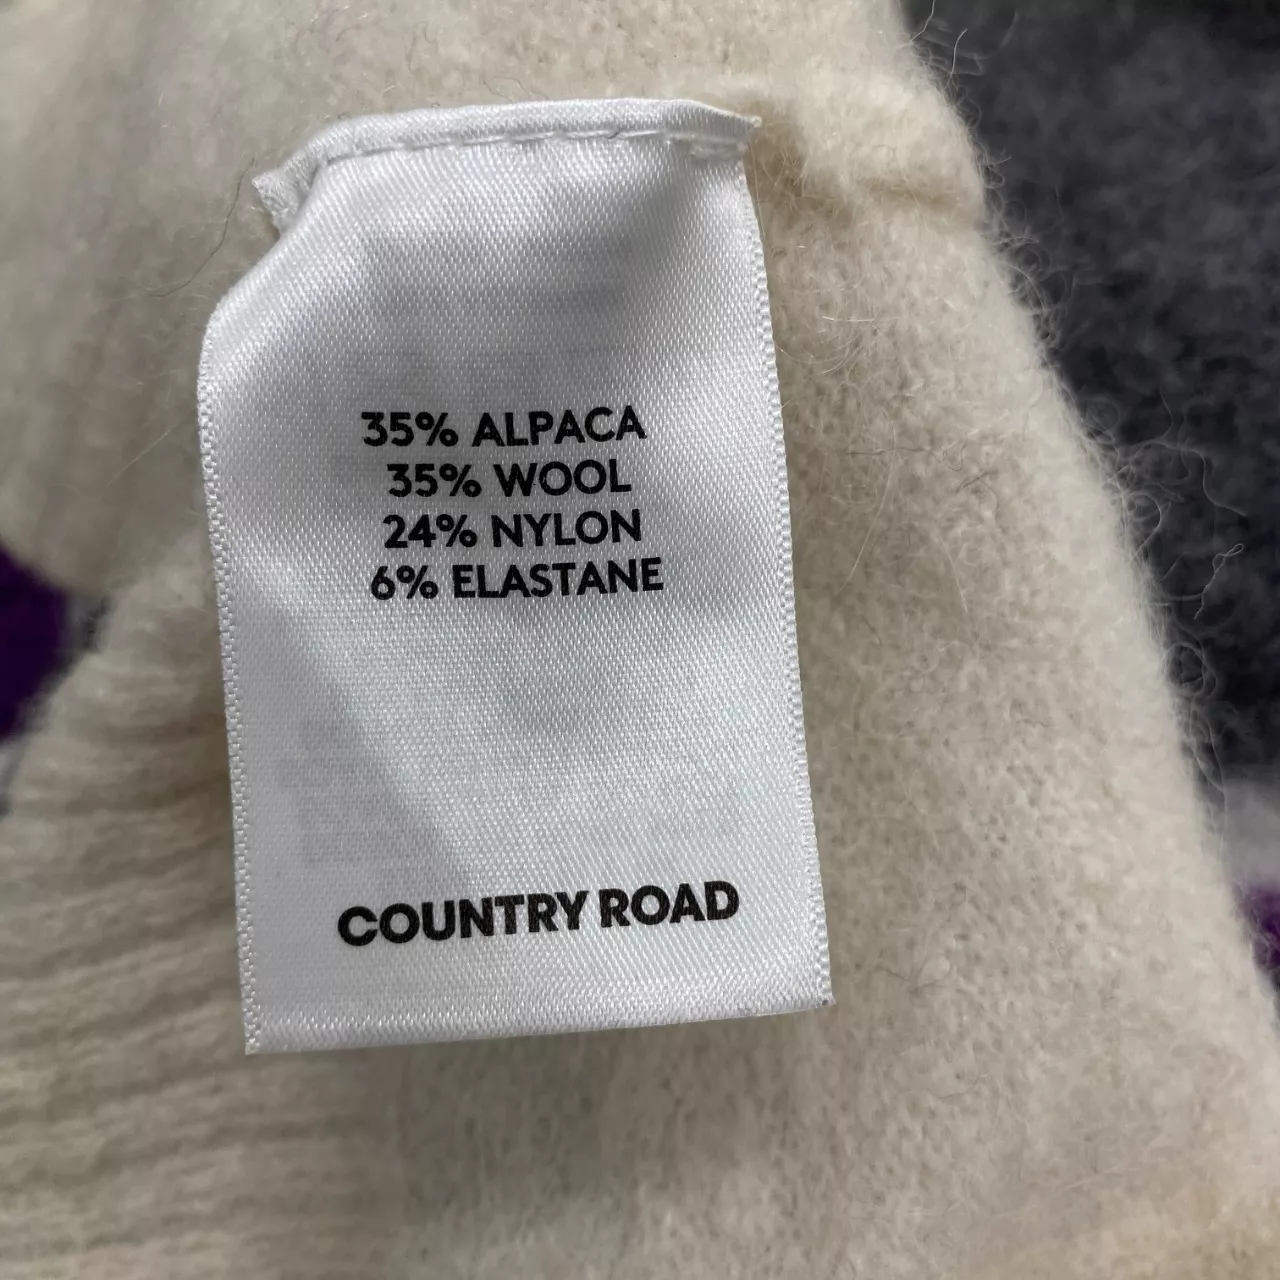 35% ALPACA
35% WOOL
24% NYLON
6% ELASTANE
COUNTRY ROAD